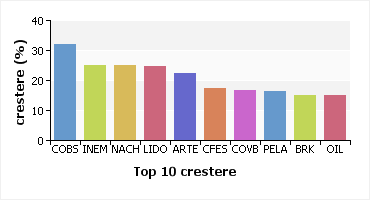 crestere (%)
40
30
20
10
0
COBS INEM NACH LIDO ARTE CFES COVB PELA BRK OIL
Top 10 crestere